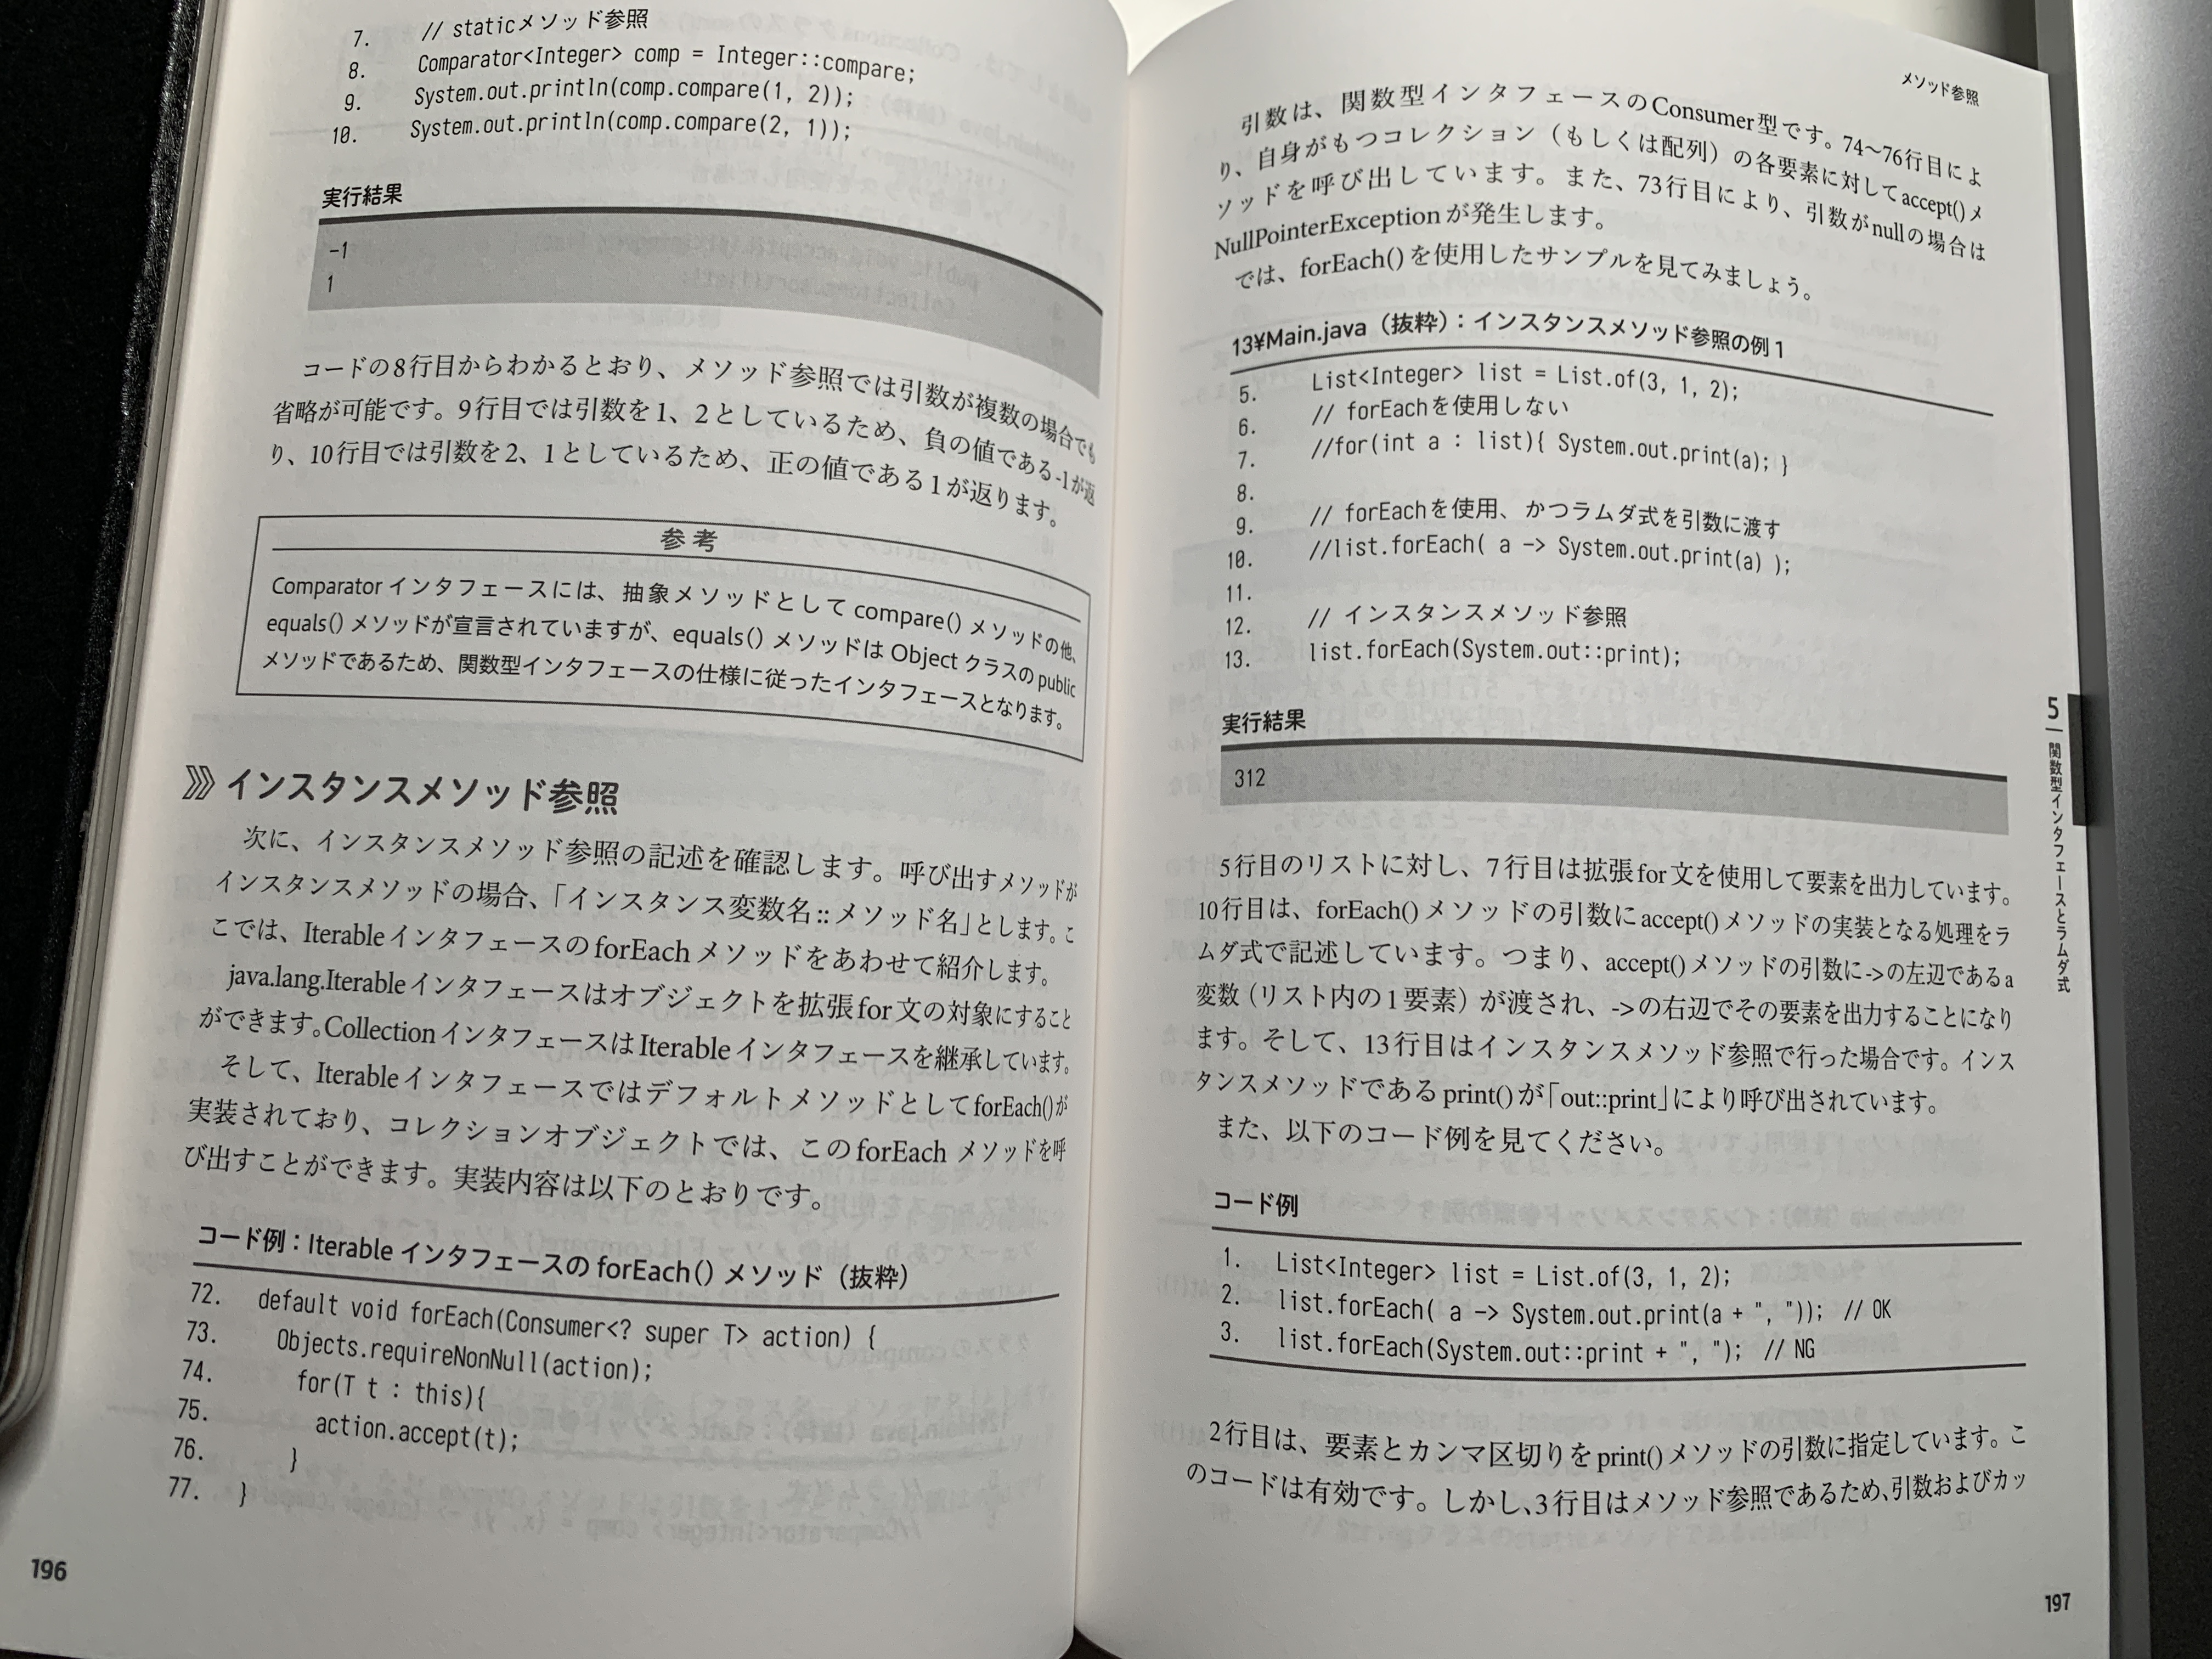 7. // staticメソッド参照
8. Comparator<Integer> comp = Integer::compare;
9. System.out.println(comp.compare(1, 2));
10. System.out.println(comp.compare(2, 1));
実行結果
-1
1
コードの8行目からわかるとおり、メソッド参照では引数が複数の場合でも
省略が可能です。9行目では引数を1、2としているため、負の値である-1が返
り、10行目では引数を2、1としているため、正の値である1が返ります。
参考
Comparator インタフェースには、抽象メソッドとして compare() メソッドの他、
equals() メソッドが宣言されていますが、equals() メソッドは Object クラスの public
メソッドであるため、関数型インタフェースの仕様に従ったインタフェースとなります。
インスタンスメソッド参照
次に、インスタンスメソッド参照の記述を確認します。呼び出すメソッドが
インスタンスメソッドの場合、「インスタンス変数名::メソッド名」とします。こ
こでは、IterableインタフェースのforEachメソッドをあわせて紹介します。
java.lang.Iterableインタフェースはオブジェクトを拡張for文の対象にすること
ができます。CollectionインタフェースはIterableインタフェースを継承しています。
そして、IterableインタフェースではデフォルトメソッドとしてforEach()が
実装されており、コレクションオブジェクトでは、このforEach メソッドを呼
び出すことができます。実装内容は以下のとおりです。
コード例：Iterable インタフェースの forEach() メソッド（抜粋）
72. default void forEach(Consumer<? super T> action) {
73. Objects.requireNonNull(action);
74. for(T t : this){
75. action.accept(t);
76. }
77. }
196
メソッド参照
引数は、関数型インタフェースのConsumer型です。74〜76行目によ
り、自身がもつコレクション（もしくは配列）の各要素に対してaccept()メ
ソッドを呼び出しています。また、73行目により、引数がnullの場合は
NullPointerExceptionが発生します。
では、forEach()を使用したサンプルを見てみましょう。
13¥Main.java（抜粋）：インスタンスメソッド参照の例1
5. List<Integer> list = List.of(3, 1, 2);
6. // forEachを使用しない
7. //for(int a : list){ System.out.print(a); }
8.
9. // forEachを使用、かつラムダ式を引数に渡す
10. //list.forEach( a -> System.out.print(a) );
11.
12. // インスタンスメソッド参照
13. list.forEach(System.out::print);
実行結果
312
5行目のリストに対し、7行目は拡張for文を使用して要素を出力しています。
10行目は、forEach()メソッドの引数にaccept()メソッドの実装となる処理をラ
ムダ式で記述しています。つまり、accept()メソッドの引数に->の左辺であるa
変数（リスト内の1要素）が渡され、->の右辺でその要素を出力することになり
ます。そして、13行目はインスタンスメソッド参照で行った場合です。インス
タンスメソッドであるprint()が「out::print」により呼び出されています。
また、以下のコード例を見てください。
コード例
1. List<Integer> list = List.of(3, 1, 2);
2. list.forEach( a -> System.out.print(a + ", ")); // OK
3. list.forEach(System.out::print + ", "); // NG
2行目は、要素とカンマ区切りをprint()メソッドの引数に指定しています。こ
のコードは有効です。しかし、3行目はメソッド参照であるため、引数およびカッ
5 関数型インタフェースとラムダ式
197